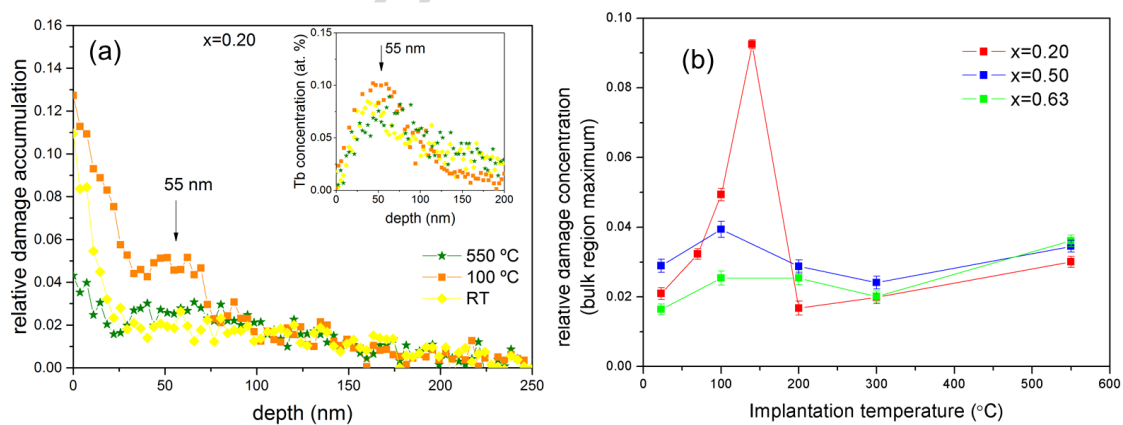 (a)
x=0.20
relative damage accumulation
0.16
0.14
0.12
0.10
0.08
0.06
0.04
0.02
0.00
0
50
100
150
200
250
depth (nm)
55 nm
Tb concentration (at. %)
0.15
0.10
0.05
0.00
0
50
100
150
200
depth (nm)
55 nm
550 ºC
100 ºC
RT
(b)
relative damage concentration
(bulk region maximum)
0.10
0.08
0.06
0.04
0.02
0.00
0
100
200
300
400
500
600
Implantation temperature (°C)
x=0.20
x=0.50
x=0.63